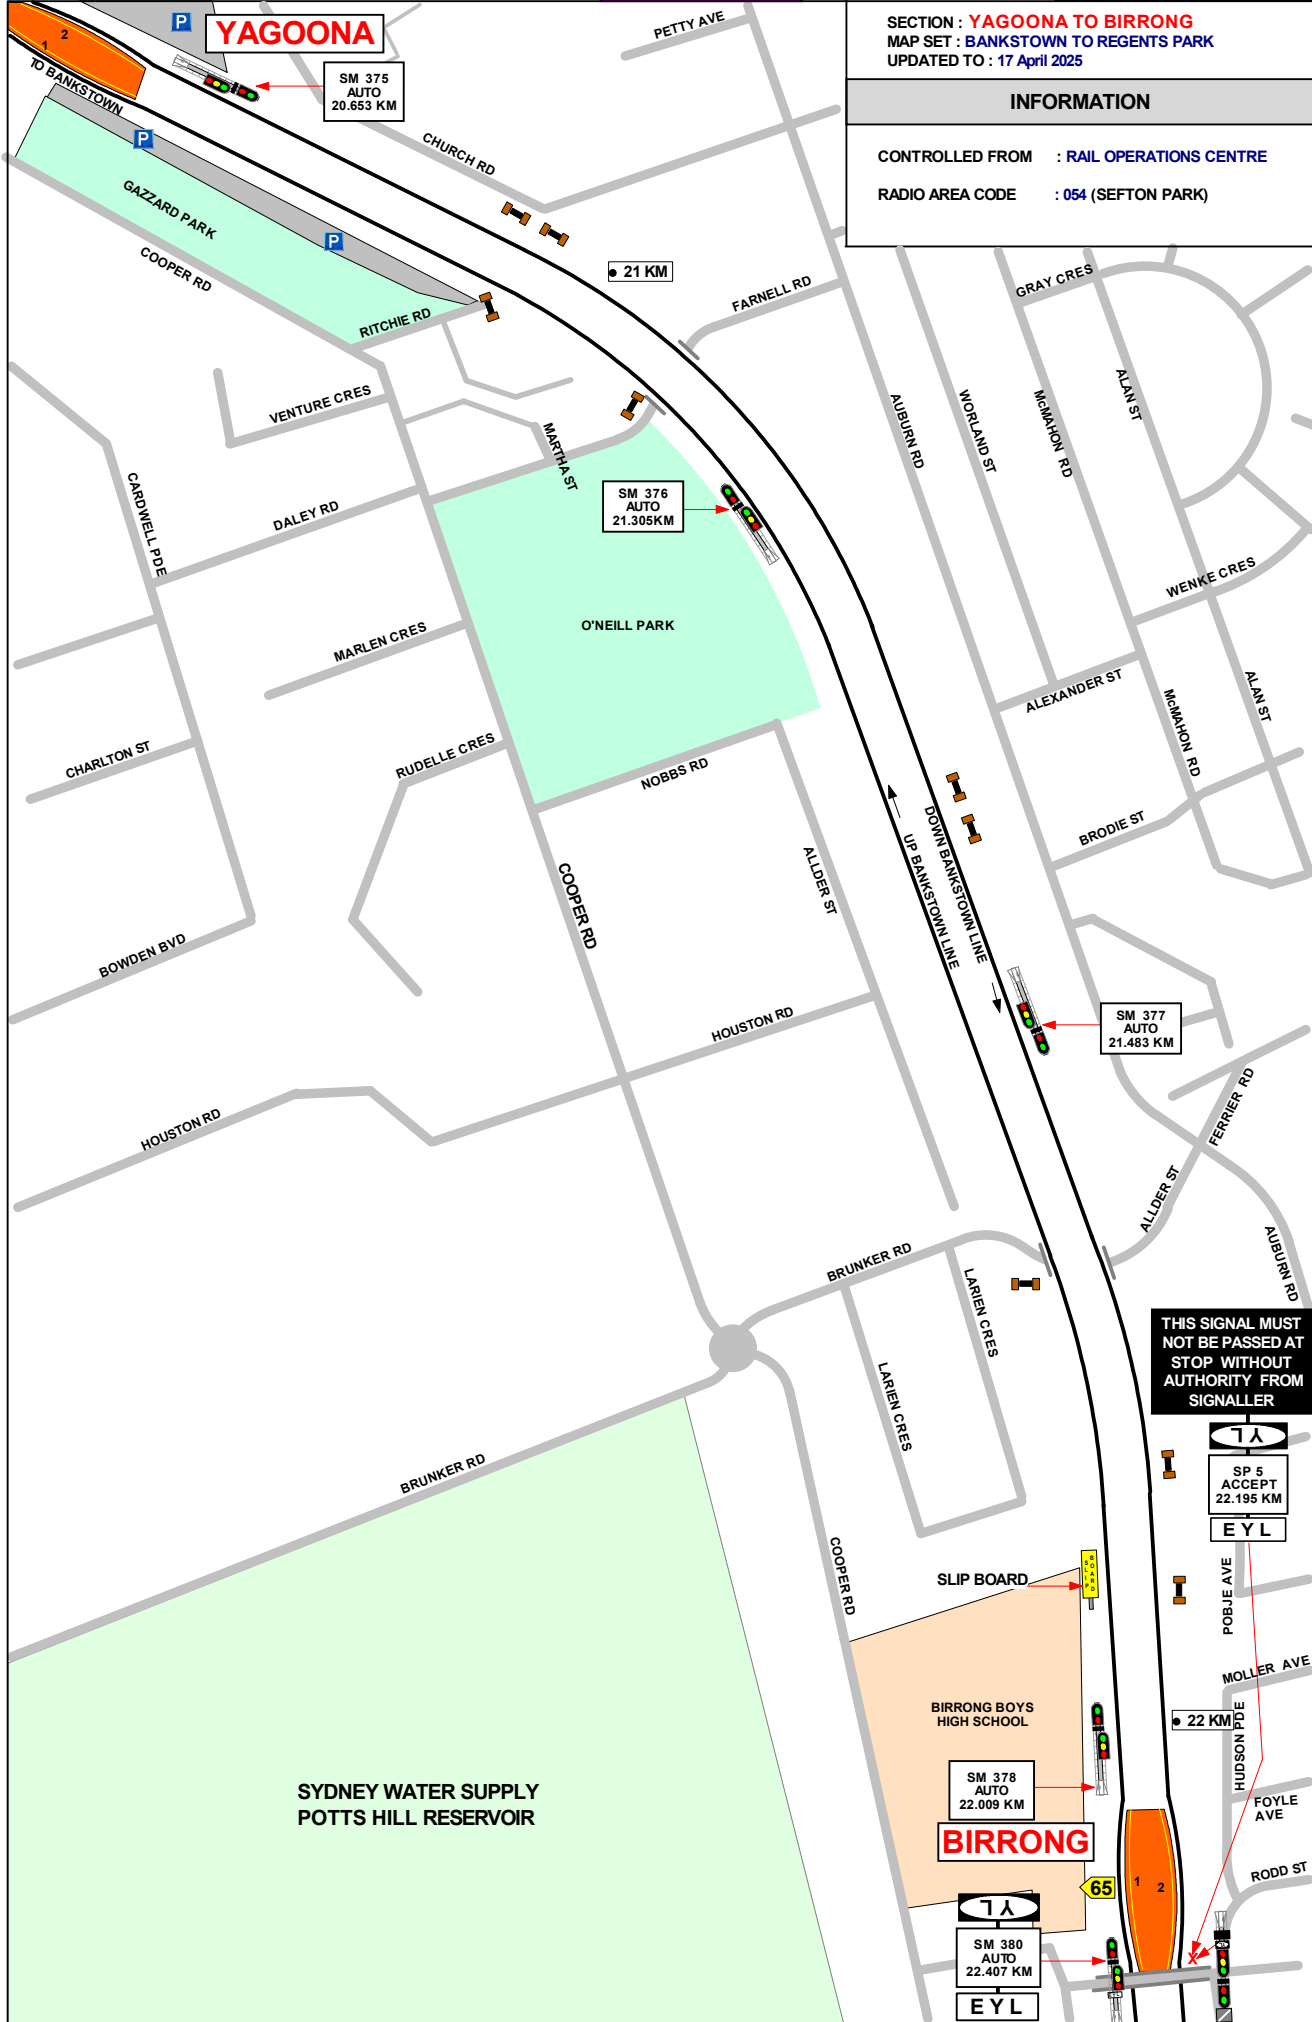 YAGOONA
SECTION : YAGOONA TO BIRRONG
MAP SET : BANKSTOWN TO REGENTS PARK
UPDATED TO : 17 April 2025
INFORMATION
CONTROLLED FROM : RAIL OPERATIONS CENTRE
RADIO AREA CODE : 054 (SEFTON PARK)
P
1
2
TO BANKSTOWN
SM 375
AUTO
20.653 KM
PETTY AVE
CHURCH RD
P
GAZZARD PARK
P
COOPER RD
21 KM
RITCHIE RD
FARNELL RD
GRAY CRES
VENTURE CRES
MARTHA ST
AUBURN RD
WORLAND ST
McMAHON RD
ALAN ST
CARDWELL PDE
DALEY RD
SM 376
AUTO
21.305KM
WENKE CRES
O'NEILL PARK
MARLEN CRES
ALEXANDER ST
McMAHON RD
ALAN ST
CHARLTON ST
RUDELLE CRES
NOBBS RD
BRODIE ST
UP BANKSTOWN LINE
DOWN BANKSTOWN LINE
ALLDER ST
COOPER RD
BOWDEN BVD
HOUSTON RD
SM 377
AUTO
21.483 KM
HOUSTON RD
FERRIER RD
ALLDER ST
AUBURN RD
BRUNKER RD
LARIEN CRES
LARIEN CRES
THIS SIGNAL MUST
NOT BE PASSED AT
STOP WITHOUT
AUTHORITY FROM
SIGNALLER
YL
SP 5
ACCEPT
22.195 KM
E Y L
BRUNKER RD
COOPER RD
SLIP BOARD
SLIP
BOARD
POBJE AVE
MOLLER AVE
BIRRONG BOYS
HIGH SCHOOL
22 KM
HUDSON PDE
SM 378
AUTO
22.009 KM
FOYLE
AVE
SYDNEY WATER SUPPLY
POTTS HILL RESERVOIR
BIRRONG
65
1
2
RODD ST
YL
SM 380
AUTO
22.407 KM
E Y L
X